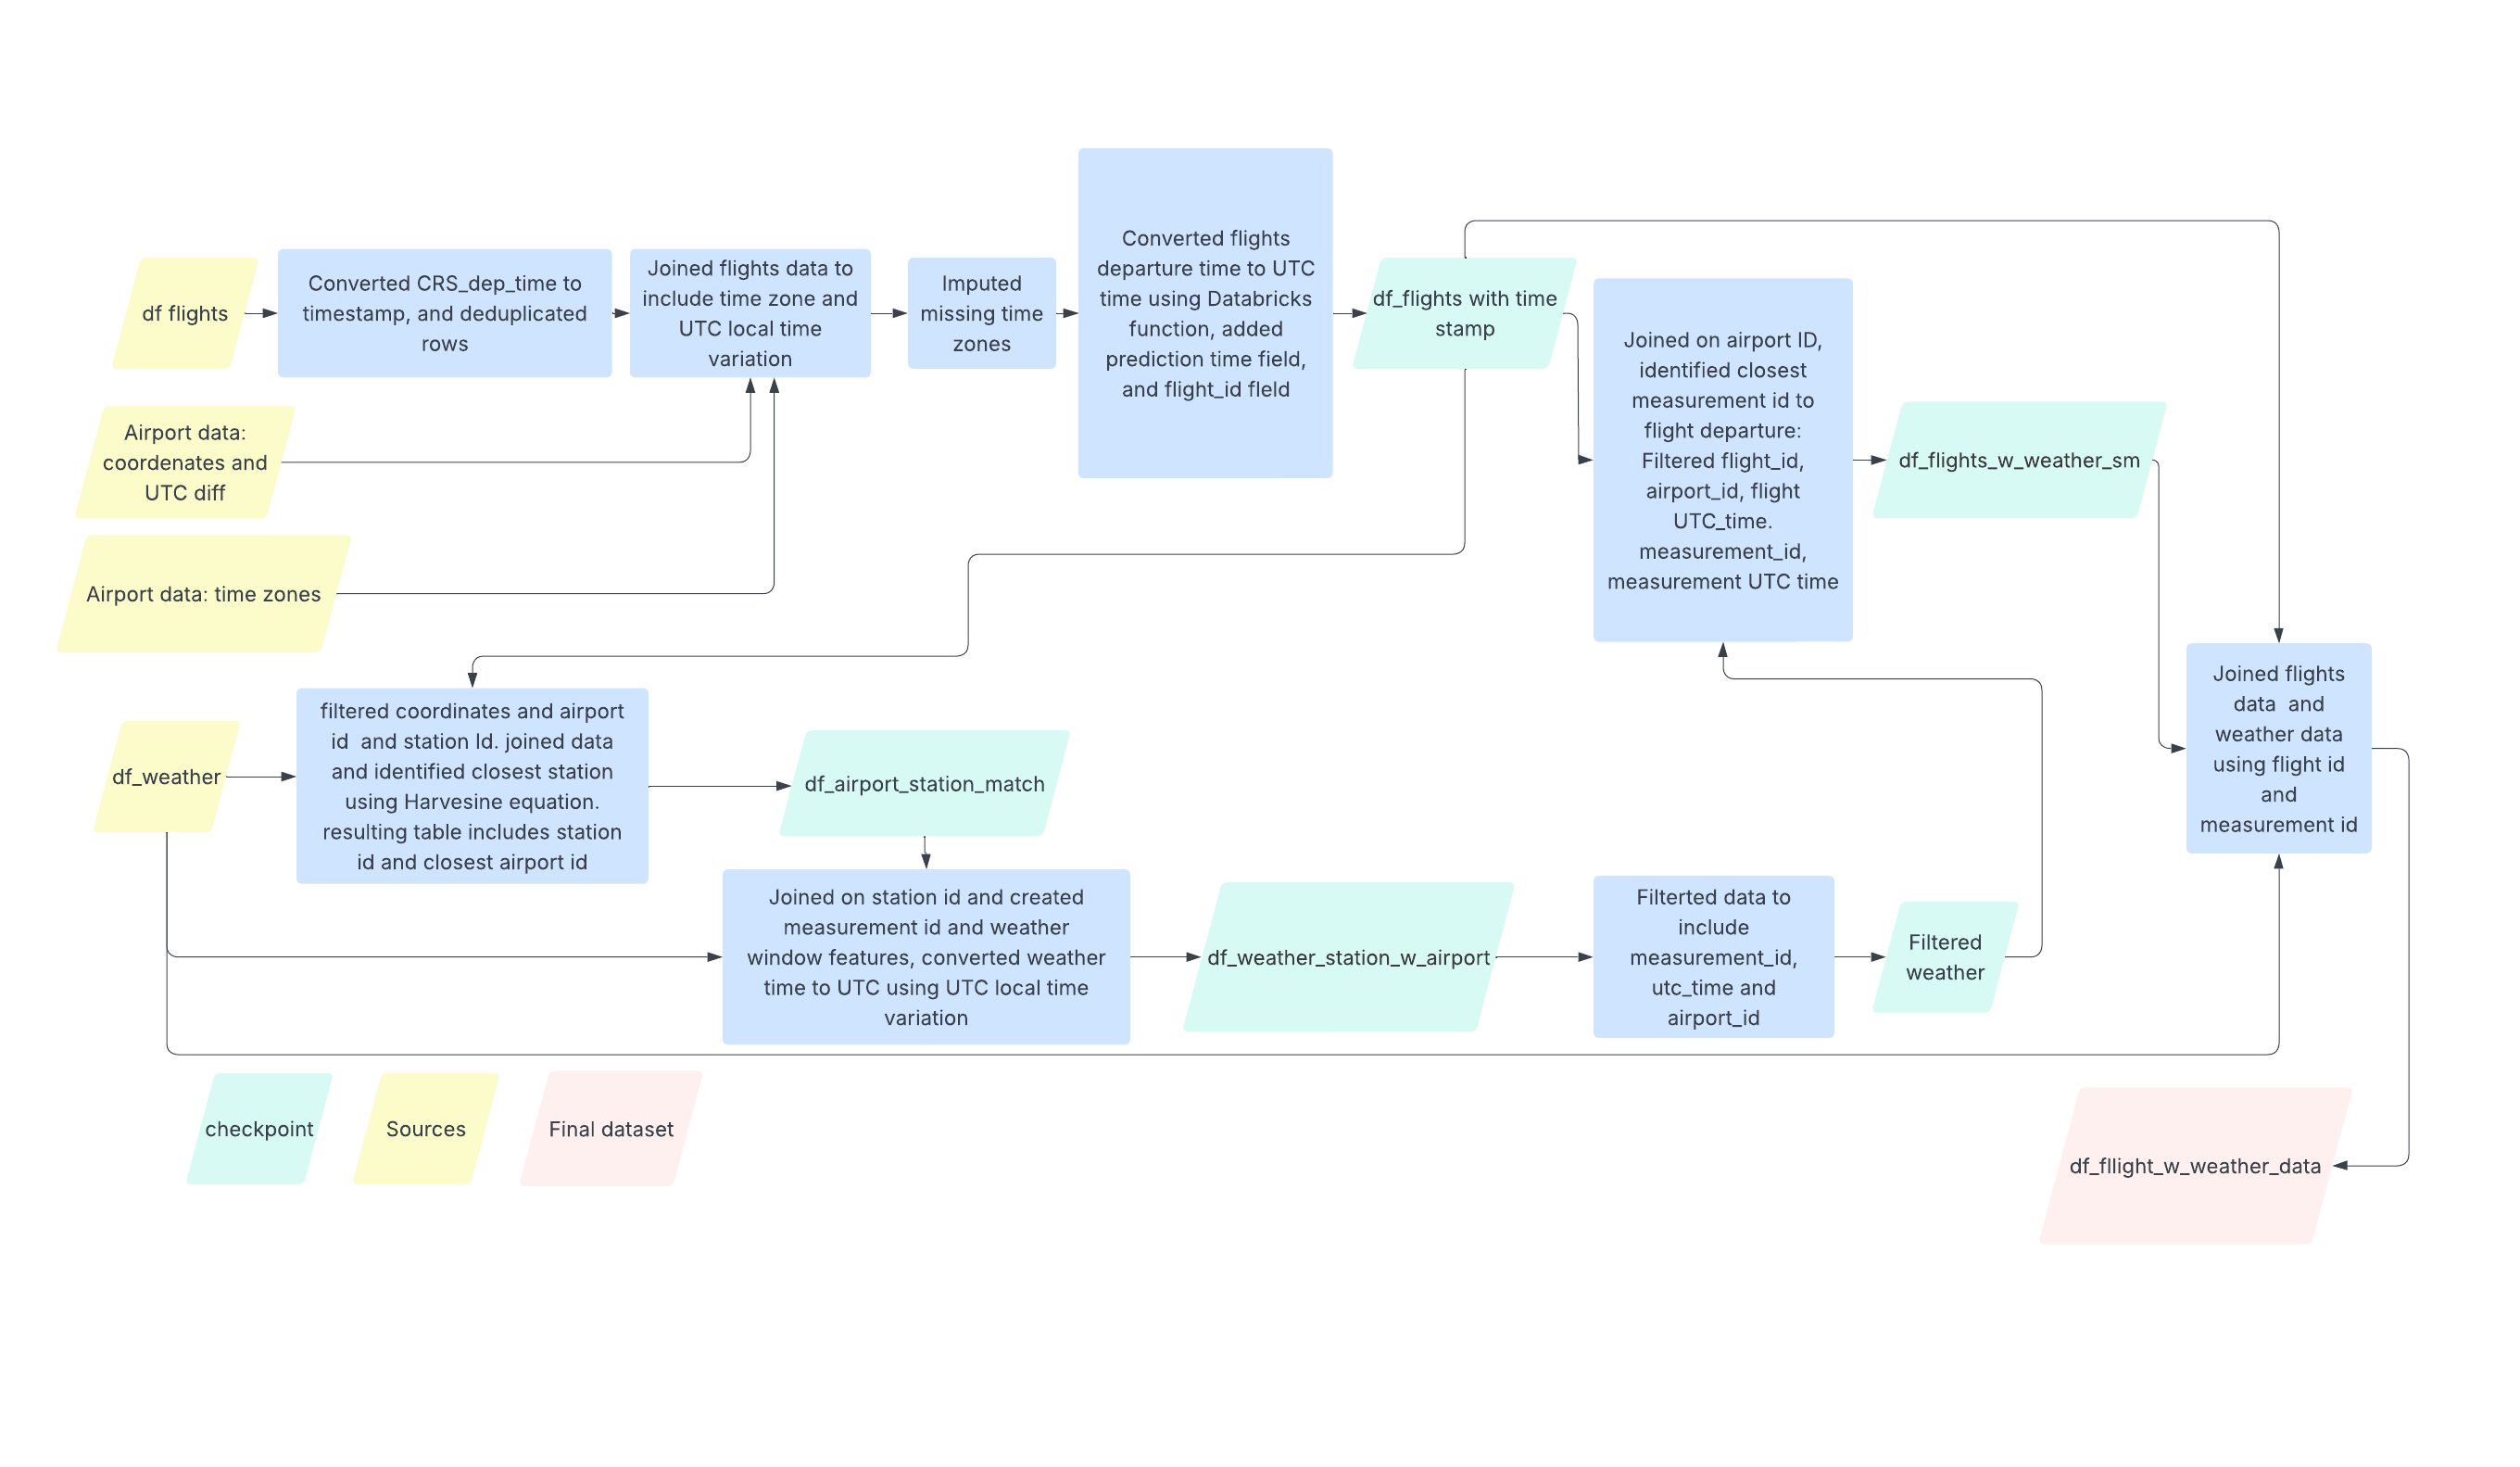 df flights
Converted CRS_dep_time to
timestamp, and deduplicated
rows
Joined flights data to
include time zone and
UTC local time
variation
Imputed
missing time
zones
Converted flights
departure time to UTC
time using Databricks
function, added
prediction time field,
and flight_id fIeld
df_flights with time
stamp
Airport data:
coordenates and
UTC diff
Airport data: time zones
Joined on airport ID,
identified closest
measurement id to
flight departure:
Filtered flight_id,
airport_id, flight
UTC_time.
measurement_id,
measurement UTC time
df_flights_w_weather_sm
df_weather
filtered coordinates and airport
id  and station Id. joined data
and identified closest station
using Harvesine equation.
resulting table includes station
id and closest airport id
df_airport_station_match
Joined on station id and created
measurement id and weather
window features, converted weather
time to UTC using UTC local time
variation
df_weather_station_w_airport
Filterted data to
include
measurement_id,
utc_time and
airport_id
Filtered
weather
Joined flights
data  and
weather data
using flight id
and
measurement id
checkpoint
Sources
Final dataset
df_fllight_w_weather_data